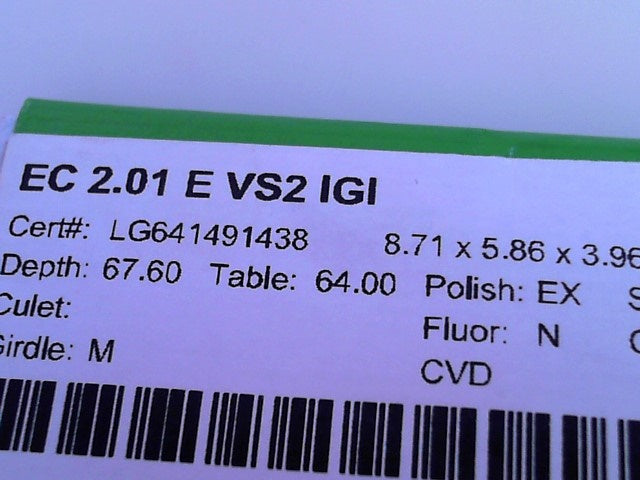 EC 2.01 E VS2 IGI
Cert#: LG641491438 8.71 x 5.86 x 3.96
Depth: 67.60 Table: 64.00 Polish: EX S
Culet: Fluor: N
Girdle: M CVD